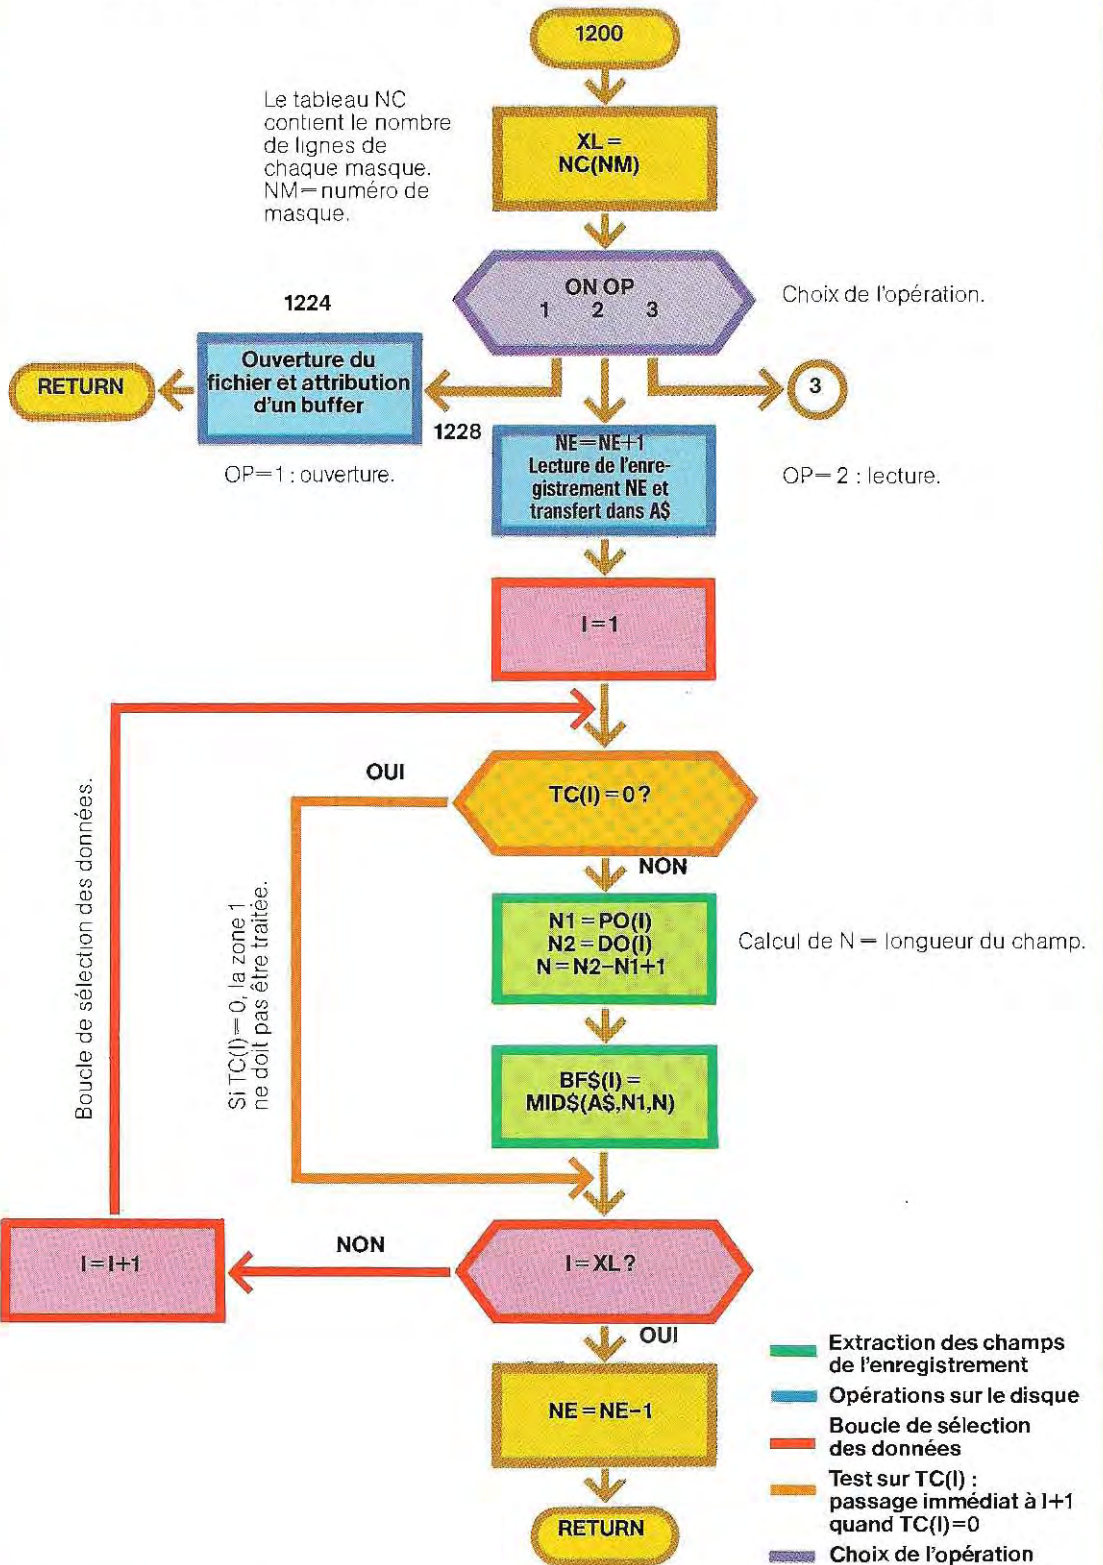 1200
Le tableau NC
contient le nombre
de lignes de
chaque masque.
NM=numéro de
masque.
XL=
NC(NM)
ON OP
1 2 3
Choix de l'opération.
1224
Ouverture du
fichier et attribution
d'un buffer
RETURN
3
1228
OP=1 : ouverture.
NE=NE+1
Lecture de l'enre-
gistrement NE et
transfert dans A$
OP=2 : lecture.
I=1
Boucle de sélection des données.
OUI
TC(I)=0?
NON
Si TC(I)=0, la zone 1
ne doit pas être traitée.
N1=PO(I)
N2=DO(I)
N=N2-N1+1
Calcul de N = longueur du champ.
BF$(I)=
MID$(A$,N1,N)
I=I+1
NON
I=XL?
OUI
NE=NE-1
RETURN
Extraction des champs
de l'enregistrement
Opérations sur le disque
Boucle de sélection
des données
Test sur TC(I) :
passage immédiat à I+1
quand TC(I)=0
Choix de l'opération